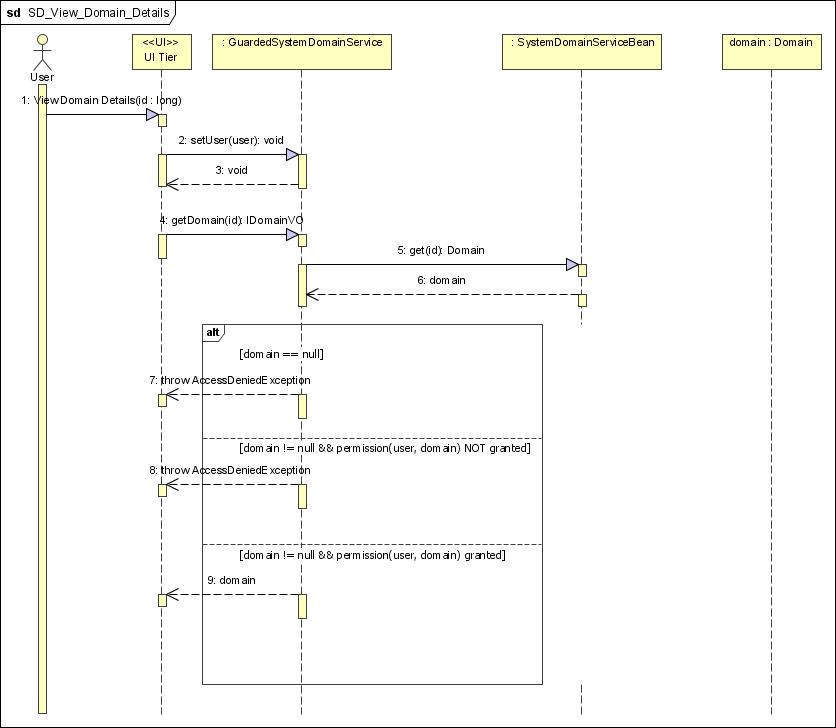 sd SD_View_Domain_Details
<<UI>>
UI Tier
: GuardedSystemDomainService
: SystemDomainServiceBean
domain : Domain
User
1: ViewDomain Details(id : long)
2: setUser(user): void
3: void
4: getDomain(id): IDomainVO
5: get(id): Domain
6: domain
alt
[domain == null]
7: throw AccessDeniedException
[domain != null && permission(user, domain) NOT granted]
8: throw AccessDeniedException
[domain != null && permission(user, domain) granted]
9: domain